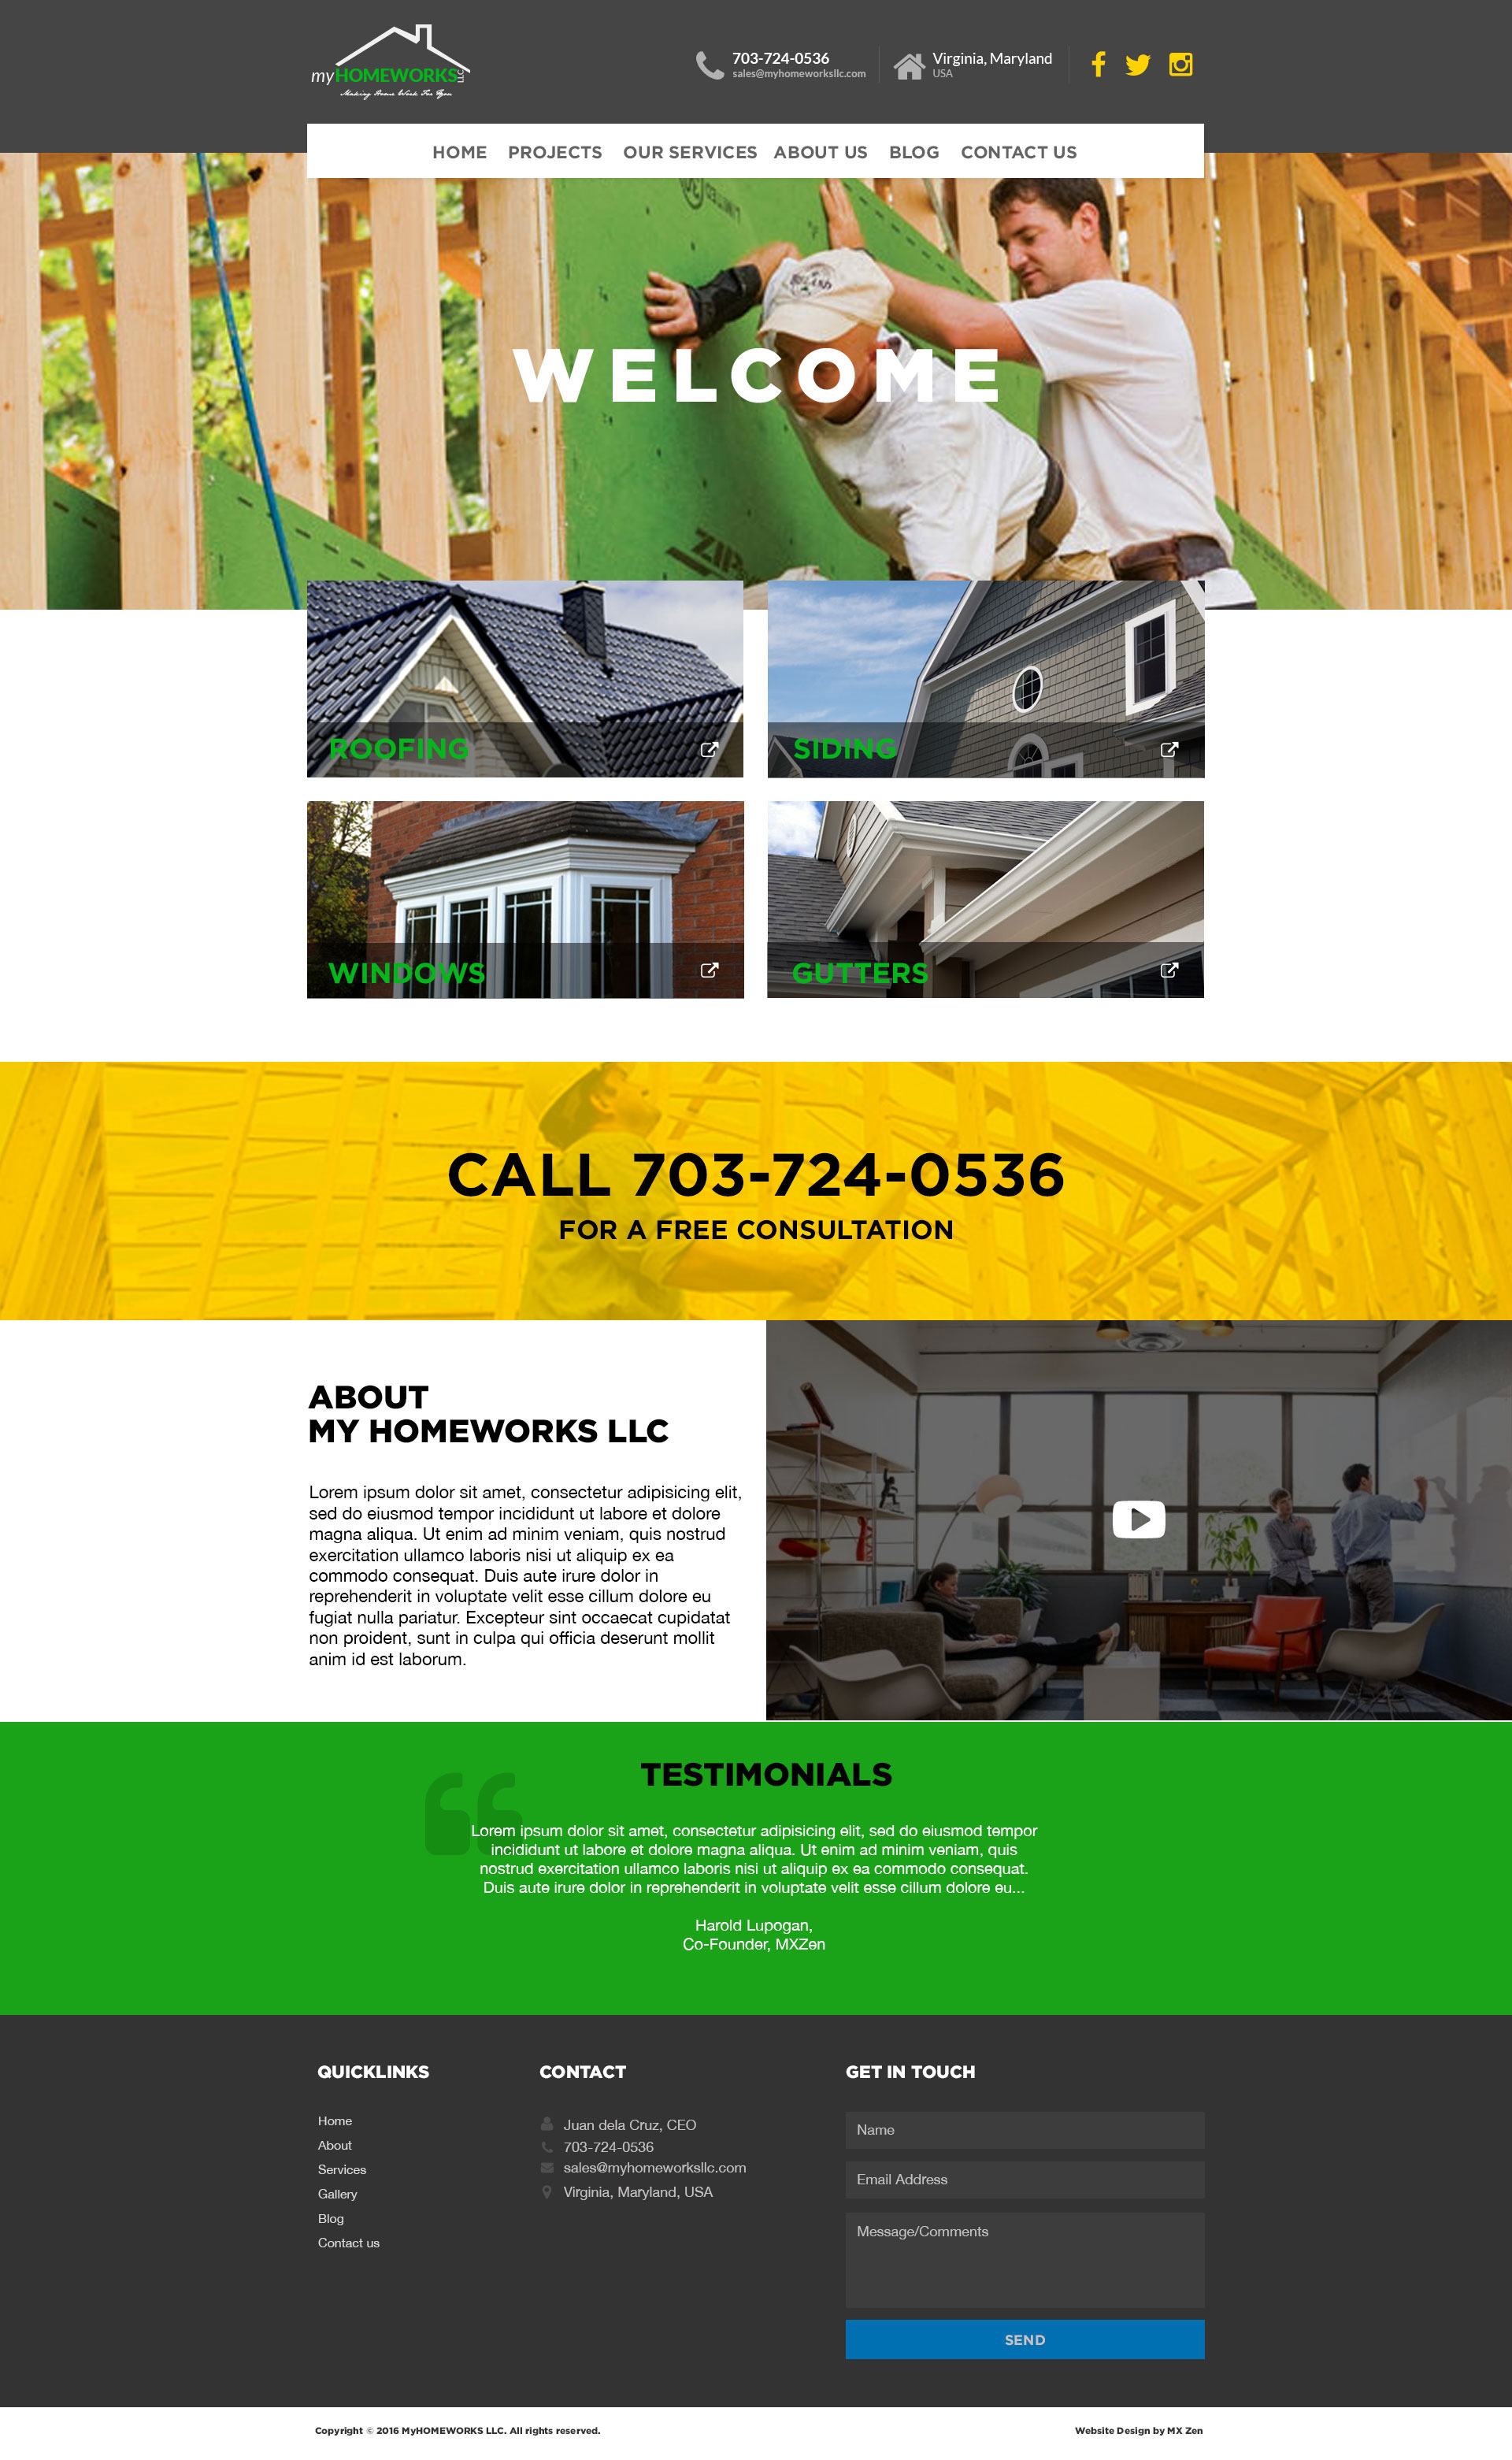 myHOMEWORKS LLC
Making Home Work For You
703-724-0536
sales@myhomeworksllc.com
Virginia, Maryland
USA
HOME PROJECTS OUR SERVICES ABOUT US BLOG CONTACT US
WELCOME
ROOFING
SIDING
WINDOWS
GUTTERS
CALL 703-724-0536
FOR A FREE CONSULTATION
ABOUT
MY HOMEWORKS LLC
Lorem ipsum dolor sit amet, consectetur adipisicing elit,
sed do eiusmod tempor incididunt ut labore et dolore
magna aliqua. Ut enim ad minim veniam, quis nostrud
exercitation ullamco laboris nisi ut aliquip ex ea
commodo consequat. Duis aute irure dolor in
reprehenderit in voluptate velit esse cillum dolore eu
fugiat nulla pariatur. Excepteur sint occaecat cupidatat
non proident, sunt in culpa qui officia deserunt mollit
anim id est laborum.
TESTIMONIALS
Lorem ipsum dolor sit amet, consectetur adipisicing elit, sed do eiusmod tempor
incididunt ut labore et dolore magna aliqua. Ut enim ad minim veniam, quis
nostrud exercitation ullamco laboris nisi ut aliquip ex ea commodo consequat.
Duis aute irure dolor in reprehenderit in voluptate velit esse cillum dolore eu...
Harold Lupogan,
Co-Founder, MXZen
QUICKLINKS
Home
About
Services
Gallery
Blog
Contact us
CONTACT
Juan dela Cruz, CEO
703-724-0536
sales@myhomeworksllc.com
Virginia, Maryland, USA
GET IN TOUCH
Name
Email Address
Message/Comments
SEND
Copyright © 2016 MyHOMEWORKS LLC. All rights reserved.
Website Design by MX Zen